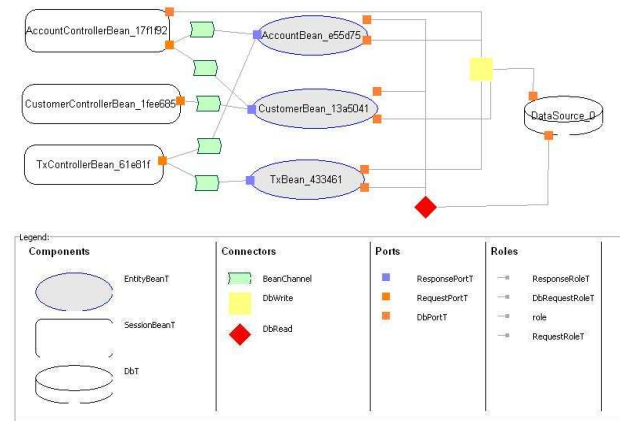 AccountControllerBean_17f1f92
AccountBean_e55d75
CustomerControllerBean_1fee685
CustomerBean_13a5041
DataSource_0
TxControllerBean_61e81f
TxBean_433461
Legend:
Components
Connectors
Ports
Roles
EntityBeanT
BeanChannel
ResponsePortT
ResponseRoleT
DbWrite
RequestPortT
DbRequestRoleT
SessionBeanT
DbRead
DbPortT
role
RequestRoleT
DbT